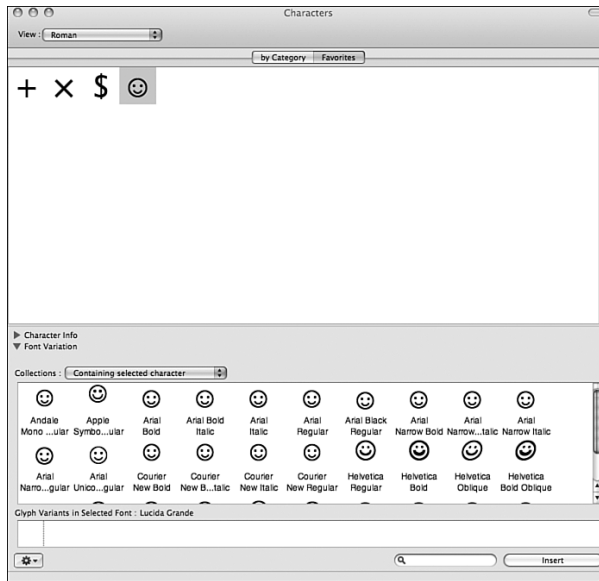 Characters
View : Roman
by Category Favorites
+ × $ ☺
Character Info
Font Variation
Collections : Containing selected character
☺ ☺ ☺ ☺ ☺ ☺ ☺ ☺ ☺ ☺
Andale Apple Arial Arial Bold Arial Arial Arial Black Arial Arial Arial
Mono ...ular Symbo...ular Bold Italic Italic Regular Regular Narrow Bold Narrow...talic Narrow Italic
☺ ☺ ☺ ☺ ☺ ☺ ☺ ☺ ☺ ☺
Arial Arial Courier Courier Courier Courier Helvetica Helvetica Helvetica Helvetica
Narro...gular Unico...gular New Bold New B...talic New Italic New Regular Regular Bold Oblique Bold Oblique
Glyph Variants in Selected Font : Lucida Grande
Insert